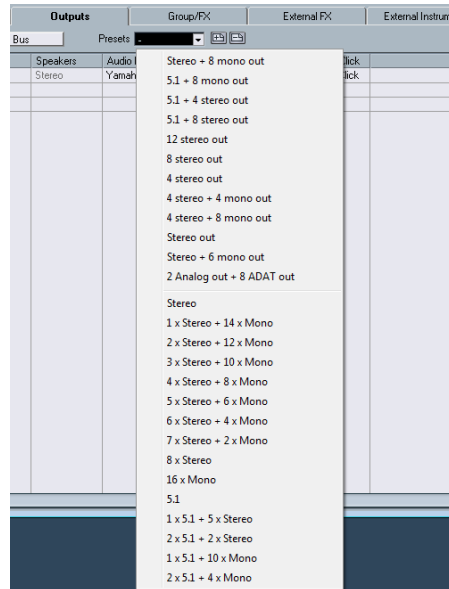 Outputs Group/FX External FX External Instrum
Bus Presets -
Speakers Audio Click
Stereo Yamah lick
Stereo + 8 mono out
5.1 + 8 mono out
5.1 + 4 stereo out
5.1 + 8 stereo out
12 stereo out
8 stereo out
4 stereo out
4 stereo + 4 mono out
4 stereo + 8 mono out
Stereo out
Stereo + 6 mono out
2 Analog out + 8 ADAT out
Stereo
1 x Stereo + 14 x Mono
2 x Stereo + 12 x Mono
3 x Stereo + 10 x Mono
4 x Stereo + 8 x Mono
5 x Stereo + 6 x Mono
6 x Stereo + 4 x Mono
7 x Stereo + 2 x Mono
8 x Stereo
16 x Mono
5.1
1 x 5.1 + 5 x Stereo
2 x 5.1 + 2 x Stereo
1 x 5.1 + 10 x Mono
2 x 5.1 + 4 x Mono